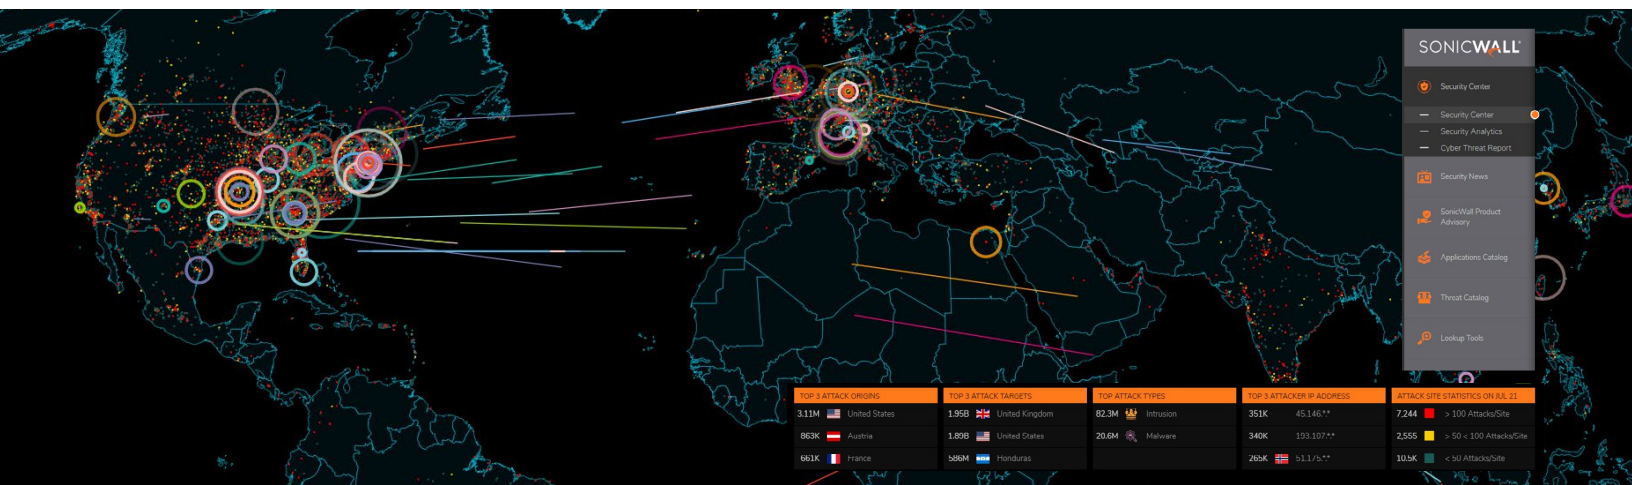 SONICWALL
Security Center
Security Center
Security Analytics
Cyber Threat Report
Security News
SonicWall Product
Advisory
Applications Catalog
Threat Catalog
Lookup Tools
TOP 3 ATTACK ORIGINS
3.11M United States
863K Austria
661K France
TOP 3 ATTACK TARGETS
1.95B United Kingdom
1.89B United States
586M Honduras
TOP ATTACK TYPES
82.3M Intrusion
20.6M Malware
TOP 3 ATTACKER IP ADDRESS
351K 45.146.*.*
340K 193.107.*.*
265K 51.175.*.*
ATTACK SITE STATISTICS ON JUL 21
7,244 > 100 Attacks/Site
2,555 > 50 < 100 Attacks/Site
10.5K < 50 Attacks/Site